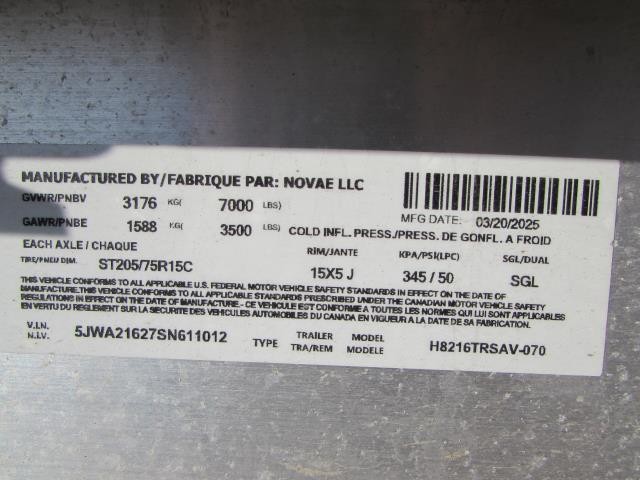 MANUFACTURED BY/FABRIQUE PAR: NOVAE LLC
GVWR/PNBV 3176 KG( 7000 LBS)
MFG DATE: 03/20/2025
GAWR/PNBE 1588 KG( 3500 LBS)
COLD INFL. PRESS./PRESS. DE GONFL. A FROID
EACH AXLE / CHAQUE
RIM/JANTE KPA/PSI(LPC) SGL/DUAL
TIRE/PNEU DIM. ST205/75R15C 15X5 J 345 / 50 SGL
THIS VEHICLE CONFORMS TO ALL APPLICABLE U.S. FEDERAL MOTOR VEHICLE SAFETY STANDARDS IN EFFECT ON THE DATE OF
MANUFACTURE.THIS VEHICLE CONFORMS TO ALL APPLICABLE STANDARDS PRESCRIBED UNDER THE CANADIAN MOTOR VEHICLE SAFETY
REGULATIONS IN EFFECT ON THE DATE OF MANUFACTURE. - CE VEHICULE EST CONFORME A TOUTES LES NORMES QUI LUI SONT APPLICABLES
EN VERTU DU REGLEMENT SUR LA SECURITE DES VEHICULES AUTOMOBILES DU CANADA EN VIGUEUR A LA DATE DE SA FABRICATION
V.I.N. 5JWA21627SN611012 TYPE TRAILER MODEL H8216TRSAV-070
N.I.V. TRA/REM MODELE